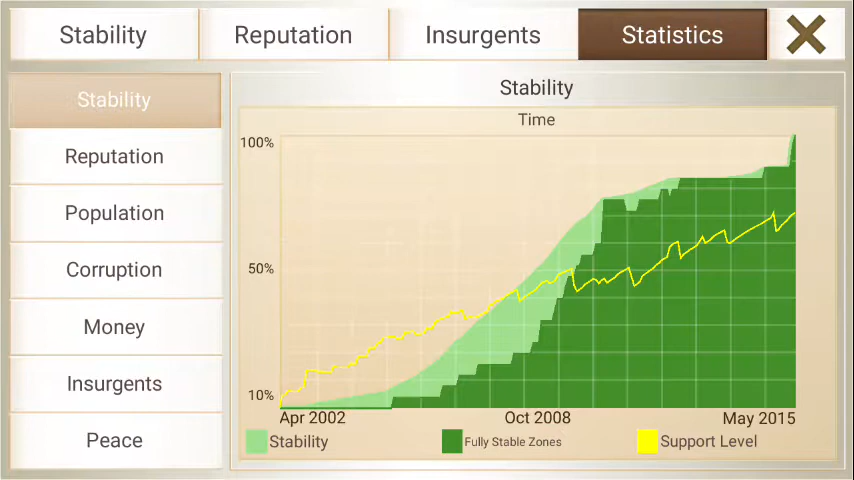 Stability Reputation Insurgents Statistics
Stability
Reputation
Population
Corruption
Money
Insurgents
Peace
Stability
Time
100%
50%
10%
Apr 2002 Oct 2008 May 2015
Stability Fully Stable Zones Support Level